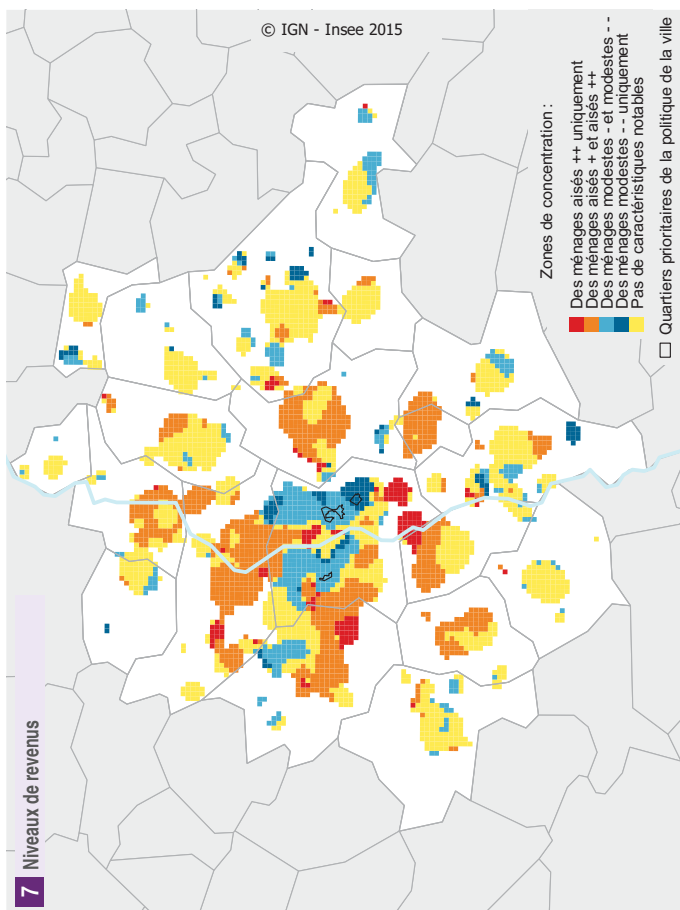 7 Niveaux de revenus
© IGN - Insee 2015
Zones de concentration :
Des ménages aisés ++ uniquement
Des ménages aisés + et aisés ++
Des ménages modestes - et modestes - -
Des ménages modestes - - uniquement
Pas de caractéristiques notables
Quartiers prioritaires de la politique de la ville